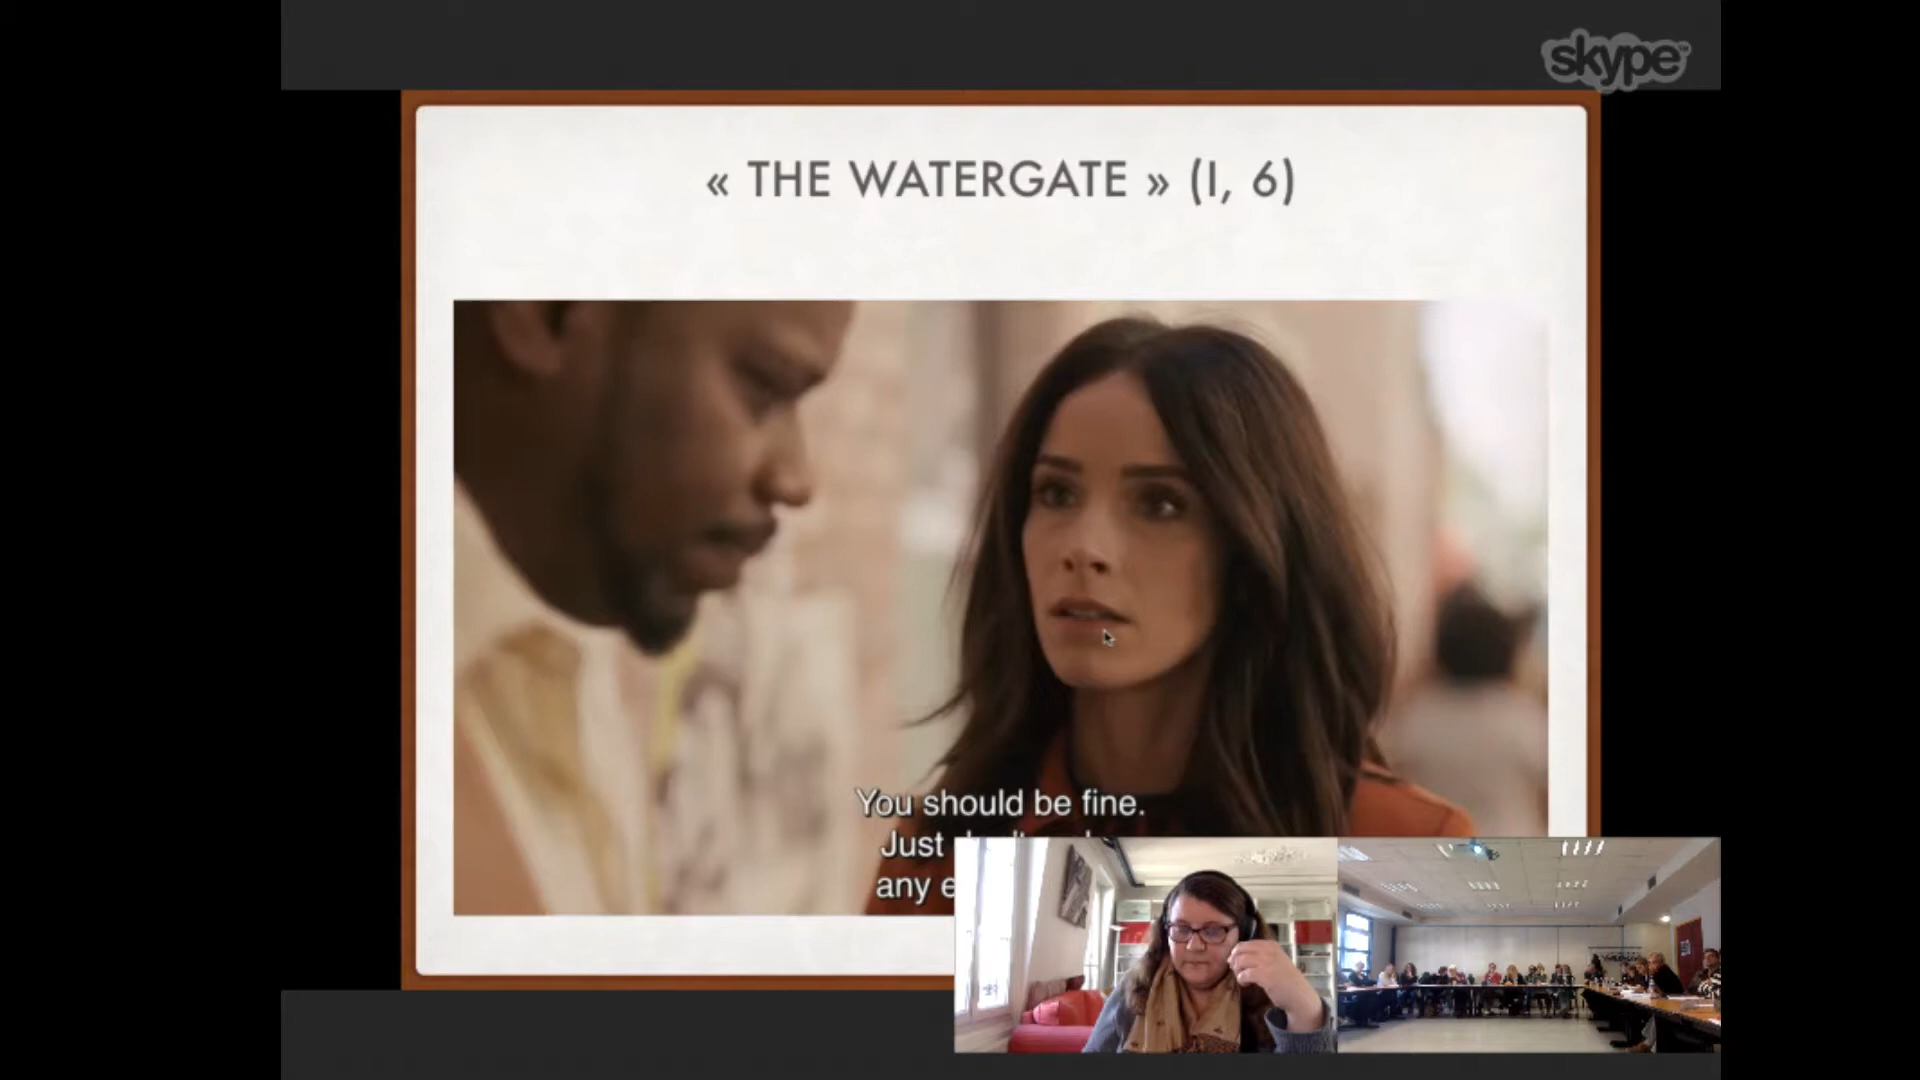 skype
« THE WATERGATE » (I, 6)
You should be fine.
Just
any